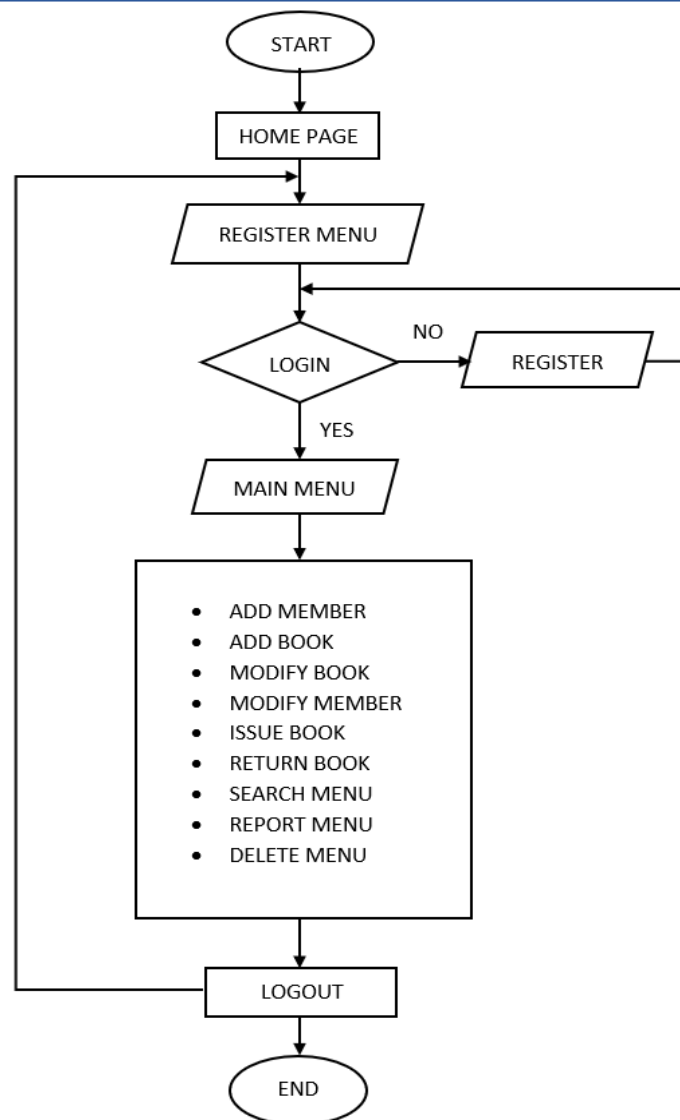 START
HOME PAGE
REGISTER MENU
NO
LOGIN
REGISTER
YES
MAIN MENU
• ADD MEMBER
• ADD BOOK
• MODIFY BOOK
• MODIFY MEMBER
• ISSUE BOOK
• RETURN BOOK
• SEARCH MENU
• REPORT MENU
• DELETE MENU
LOGOUT
END